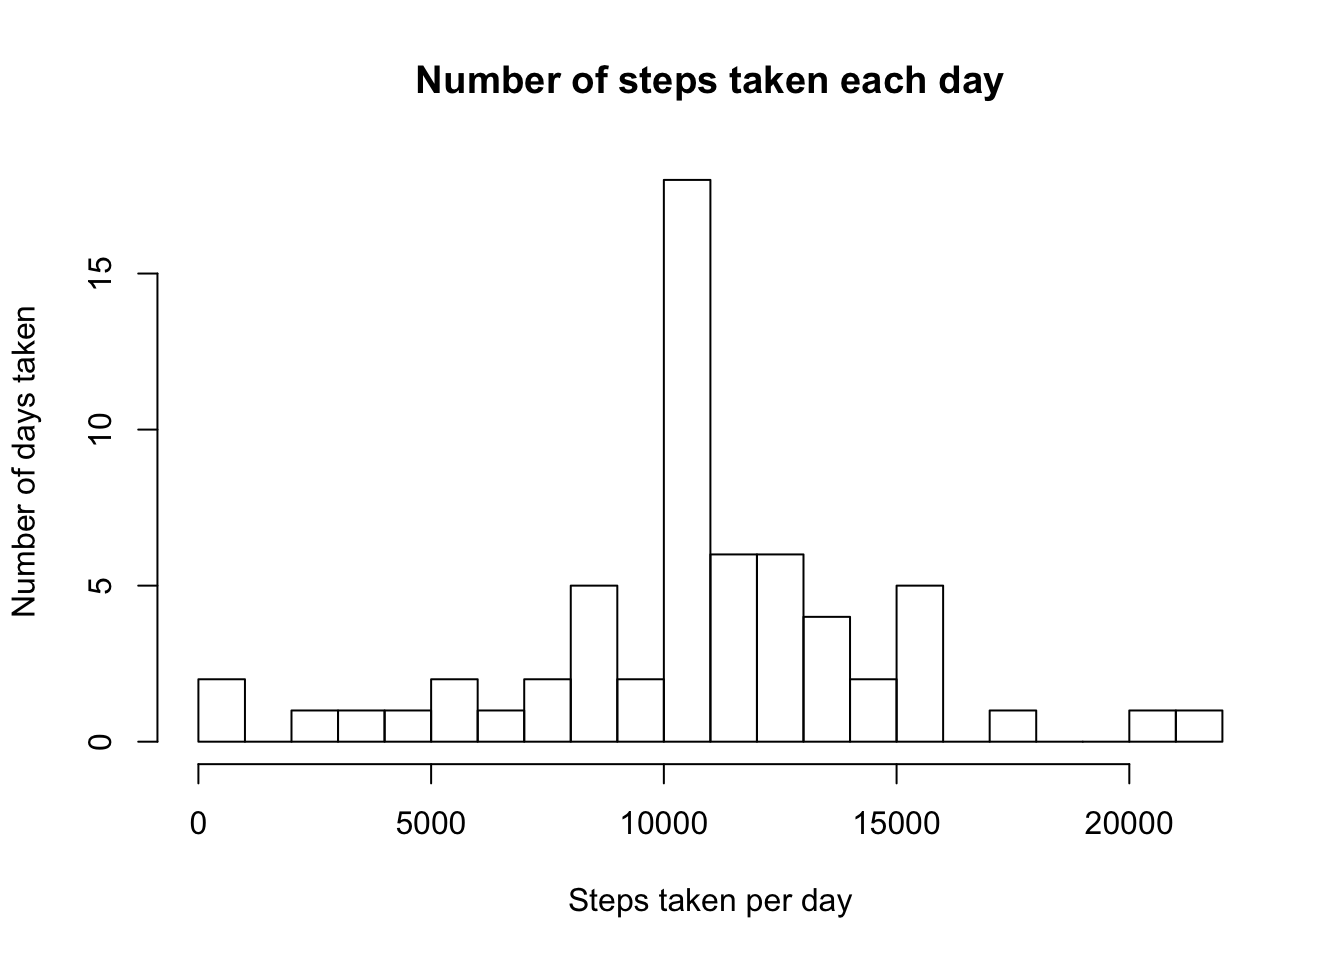 Number of steps taken each day
Number of days taken
15
10
5
0
0 5000 10000 15000 20000
Steps taken per day